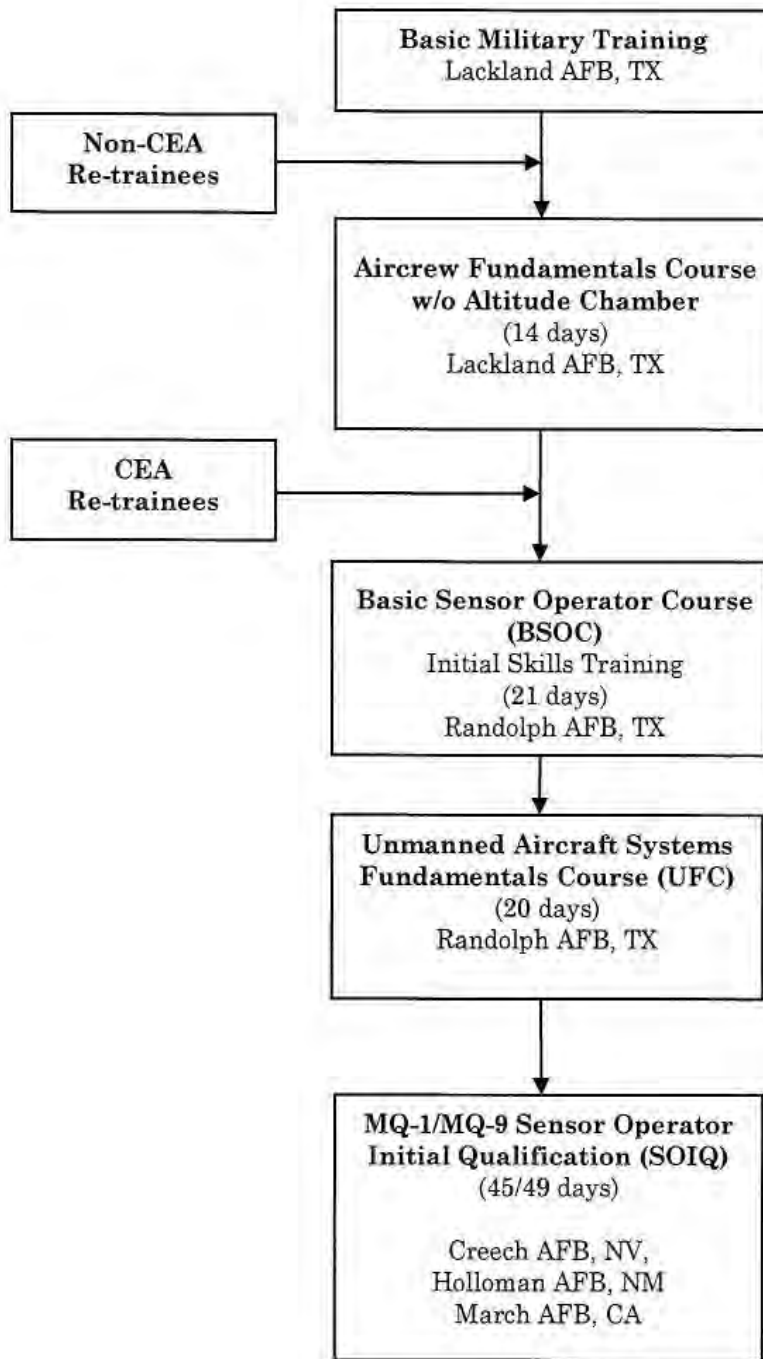 Basic Military Training
Lackland AFB, TX
Non-CEA
Re-trainees
Aircrew Fundamentals Course
w/o Altitude Chamber
(14 days)
Lackland AFB, TX
CEA
Re-trainees
Basic Sensor Operator Course
(BSOC)
Initial Skills Training
(21 days)
Randolph AFB, TX
Unmanned Aircraft Systems
Fundamentals Course (UFC)
(20 days)
Randolph AFB, TX
MQ-1/MQ-9 Sensor Operator
Initial Qualification (SOIQ)
(45/49 days)
Creech AFB, NV,
Holloman AFB, NM
March AFB, CA